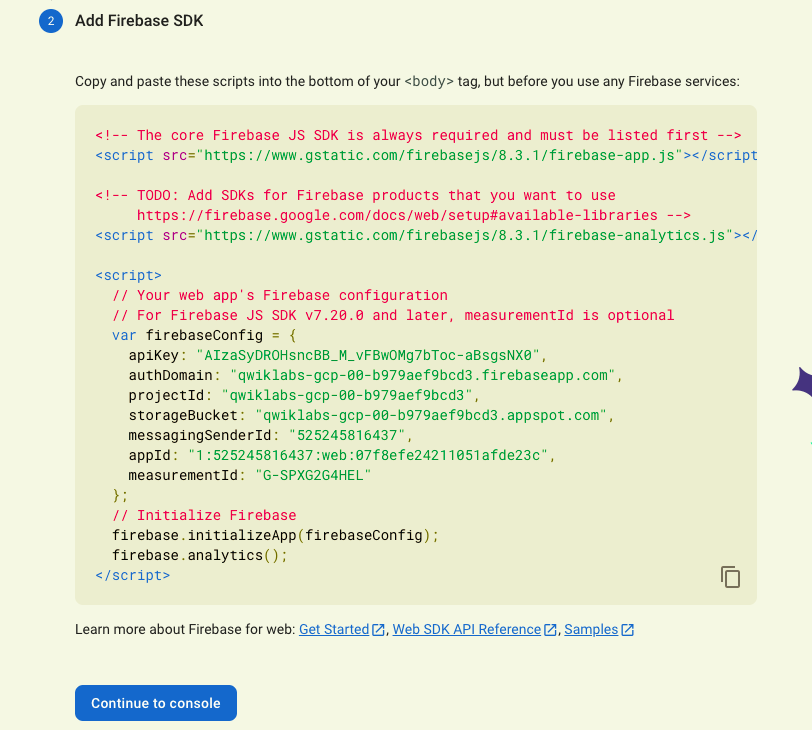 2 Add Firebase SDK
Copy and paste these scripts into the bottom of your <body> tag, but before you use any Firebase services:
<!-- The core Firebase JS SDK is always required and must be listed first -->
<script src="https://www.gstatic.com/firebasejs/8.3.1/firebase-app.js"></script
<!-- TODO: Add SDKs for Firebase products that you want to use
https://firebase.google.com/docs/web/setup#available-libraries -->
<script src="https://www.gstatic.com/firebasejs/8.3.1/firebase-analytics.js"></
<script>
// Your web app's Firebase configuration
// For Firebase JS SDK v7.20.0 and later, measurementId is optional
var firebaseConfig = {
apiKey: "AIzaSyDROHsncBB_M_vFBwOMg7bToc-aBsgsNX0",
authDomain: "qwiklabs-gcp-00-b979aef9bcd3.firebaseapp.com",
projectId: "qwiklabs-gcp-00-b979aef9bcd3",
storageBucket: "qwiklabs-gcp-00-b979aef9bcd3.appspot.com",
messagingSenderId: "525245816437",
appId: "1:525245816437:web:07f8efe24211051afde23c",
measurementId: "G-SPXG2G4HEL"
};
// Initialize Firebase
firebase.initializeApp(firebaseConfig);
firebase.analytics();
</script>
Learn more about Firebase for web: Get Started, Web SDK API Reference, Samples
Continue to console